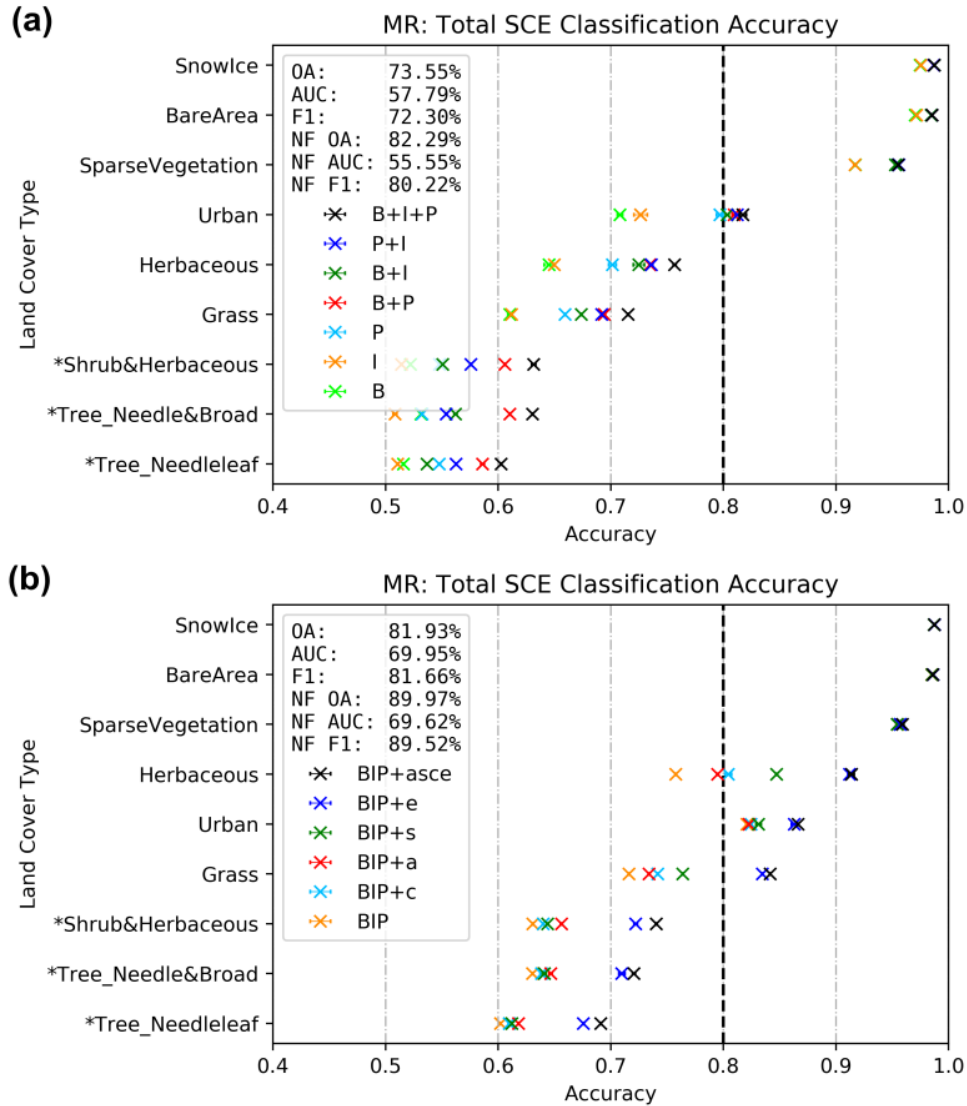 (a)
MR: Total SCE Classification Accuracy
SnowIce
BareArea
SparseVegetation
Urban
Herbaceous
Grass
*Shrub&Herbaceous
*Tree_Needle&Broad
*Tree_Needleleaf
Land Cover Type
OA: 73.55%
AUC: 57.79%
F1: 72.30%
NF OA: 82.29%
NF AUC: 55.55%
NF F1: 80.22%
B+I+P
P+I
B+I
B+P
P
I
B
0.4 0.5 0.6 0.7 0.8 0.9 1.0
Accuracy
(b)
MR: Total SCE Classification Accuracy
SnowIce
BareArea
SparseVegetation
Herbaceous
Urban
Grass
*Shrub&Herbaceous
*Tree_Needle&Broad
*Tree_Needleleaf
Land Cover Type
OA: 81.93%
AUC: 69.95%
F1: 81.66%
NF OA: 89.97%
NF AUC: 69.62%
NF F1: 89.52%
BIP+asce
BIP+e
BIP+s
BIP+a
BIP+c
BIP
0.4 0.5 0.6 0.7 0.8 0.9 1.0
Accuracy